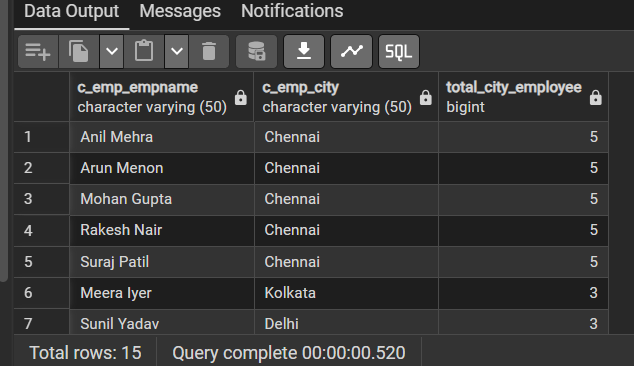 Data Output Messages Notifications
SQL
c_emp_empname c_emp_city total_city_employee
character varying (50) character varying (50) bigint
1 Anil Mehra Chennai 5
2 Arun Menon Chennai 5
3 Mohan Gupta Chennai 5
4 Rakesh Nair Chennai 5
5 Suraj Patil Chennai 5
6 Meera Iyer Kolkata 3
7 Sunil Yadav Delhi 3
Total rows: 15 Query complete 00:00:00.520